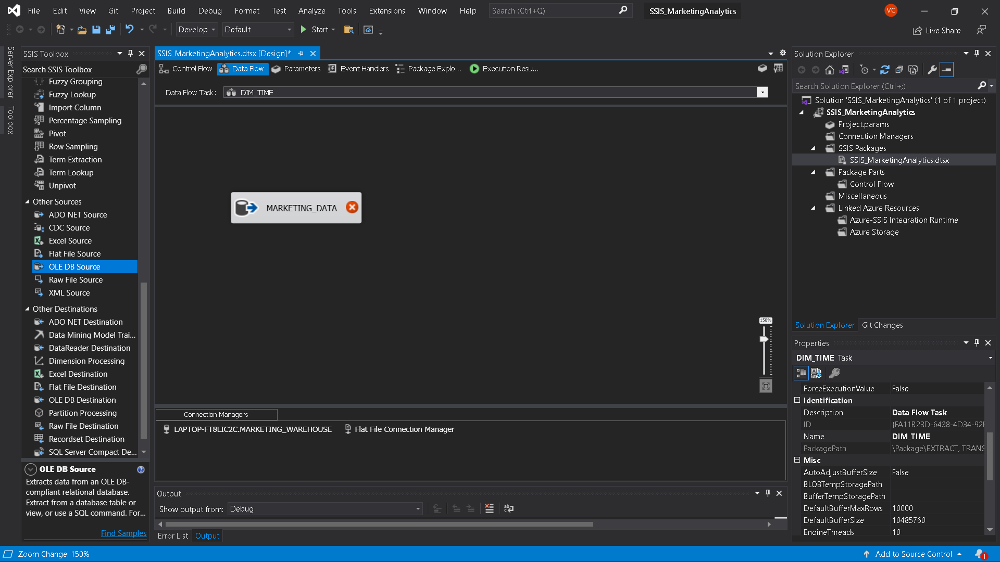 File Edit View Git Project Build Debug Format Test Analyze Tools Extensions Window Help Search (Ctrl+Q) SSIS_MarketingAnalytics VC
Develop Default Start Live Share
Server Explorer
Toolbox
SSIS Toolbox
Search SSIS Toolbox
Fuzzy Grouping
Fuzzy Lookup
Import Column
Percentage Sampling
Pivot
Row Sampling
Term Extraction
Term Lookup
Unpivot
Other Sources
ADO NET Source
CDC Source
Excel Source
Flat File Source
OLE DB Source
Raw File Source
XML Source
Other Destinations
ADO NET Destination
Data Mining Model Trai...
DataReader Destination
Dimension Processing
Excel Destination
Flat File Destination
OLE DB Destination
Partition Processing
Raw File Destination
Recordset Destination
SQL Server Compact De...
OLE DB Source
Extracts data from an OLE DB-
compliant relational database.
Extract from a database table or
view, or use a SQL command. For...
Find Samples
SSIS_MarketingAnalytics.dtsx [Design]*
Control Flow Data Flow Parameters Event Handlers Package Explo... Execution Resu...
Data Flow Task: DIM_TIME
MARKETING_DATA
150%
Connection Managers
LAPTOP-FT8LIC2C.MARKETING_WAREHOUSE Flat File Connection Manager
Output
Show output from: Debug
Error List Output
Solution Explorer
Search Solution Explorer (Ctrl+;)
Solution 'SSIS_MarketingAnalytics' (1 of 1 project)
SSIS_MarketingAnalytics
Project.params
Connection Managers
SSIS Packages
SSIS_MarketingAnalytics.dtsx
Package Parts
Control Flow
Miscellaneous
Linked Azure Resources
Azure-SSIS Integration Runtime
Azure Storage
Solution Explorer Git Changes
Properties
DIM_TIME Task
ForceExecutionValue False
Identification
Description Data Flow Task
ID {FA11B23D-6438-4D34-92F
Name DIM_TIME
PackagePath \Package\EXTRACT, TRANS
Misc
AutoAdjustBufferSize False
BLOBTempStoragePath
BufferTempStoragePath
DefaultBufferMaxRows 10000
DefaultBufferSize 10485760
EngineThreads 10
Zoom Change: 150% Add to Source Control 1